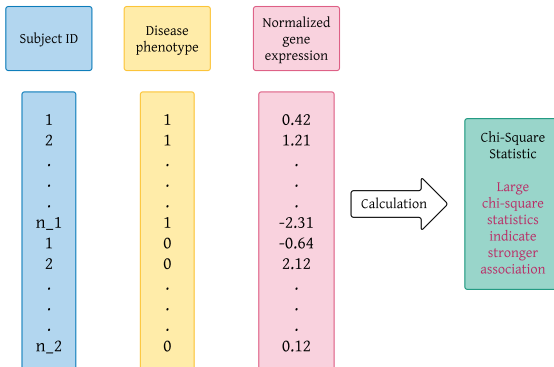 Subject ID
Disease
phenotype
Normalized
gene
expression
1 1 0.42
2 1 1.21
. . .
. . .
. . .
n_1 1 -2.31
1 0 -0.64
2 0 2.12
. . .
. . .
. . .
n_2 0 0.12
Calculation
Chi-Square
Statistic
Large
chi-square
statistics
indicate
stronger
association